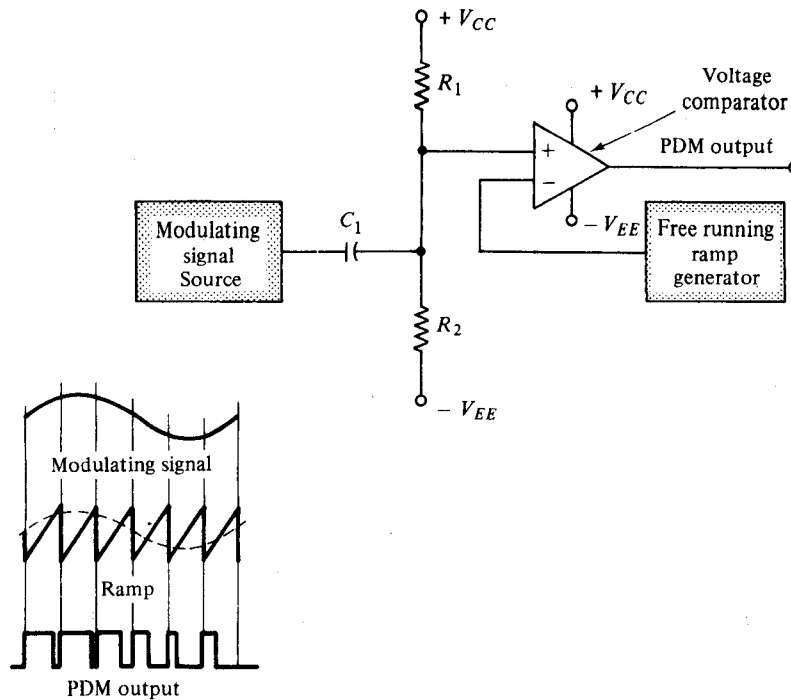 + V_CC
R_1
+ V_CC
Voltage
comparator
PDM output
+
−
− V_EE
C_1
Modulating
signal
Source
Free running
ramp
generator
R_2
− V_EE
Modulating signal
Ramp
PDM output